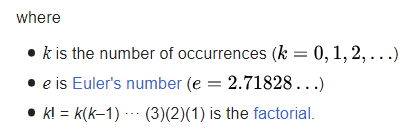 where
• k is the number of occurrences (k = 0, 1, 2, . . .)
• e is Euler's number (e = 2.71828 . . .)
• k! = k(k–1) ··· (3)(2)(1) is the factorial.